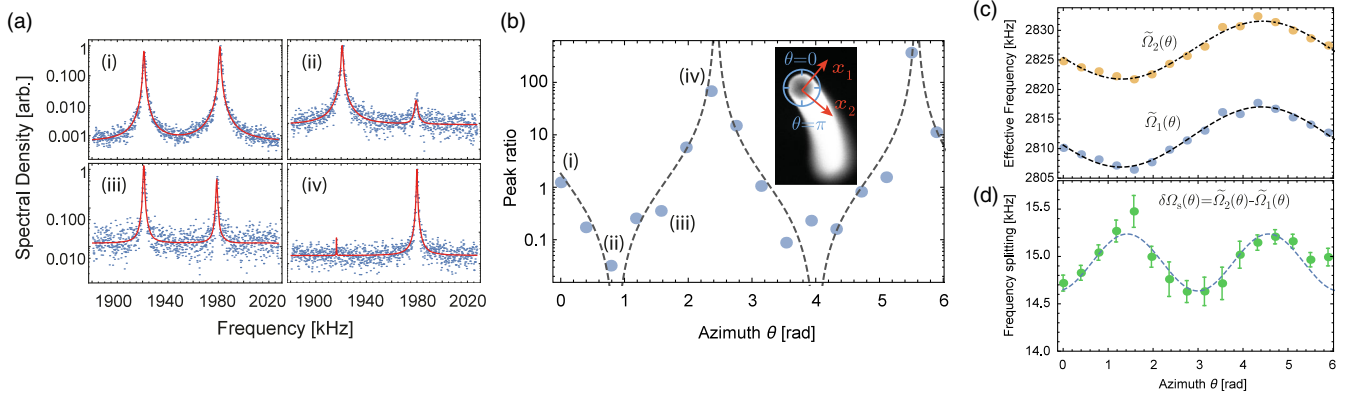 (a)
Spectral Density [arb.]
1
0.100
0.010
0.001
(i)
(ii)
1
0.100
0.010
(iii)
(iv)
1900 1940 1980 2020
1900 1940 1980 2020
Frequency [kHz]
(b)
Peak ratio
100
10
1
0.1
(i)
(ii)
(iii)
(iv)
θ=0
x₁
x₂
θ=π
0 1 2 3 4 5 6
Azimuth θ [rad]
(c)
Effective Frequency [kHz]
2835
2830
2825
2820
2815
2810
2805
Ω̃₂(θ)
Ω̃₁(θ)
(d)
Frequency splitting [kHz]
15.5
15.0
14.5
14.0
δΩₛ(θ)=Ω̃₂(θ)-Ω̃₁(θ)
0 1 2 3 4 5 6
Azimuth θ [rad]